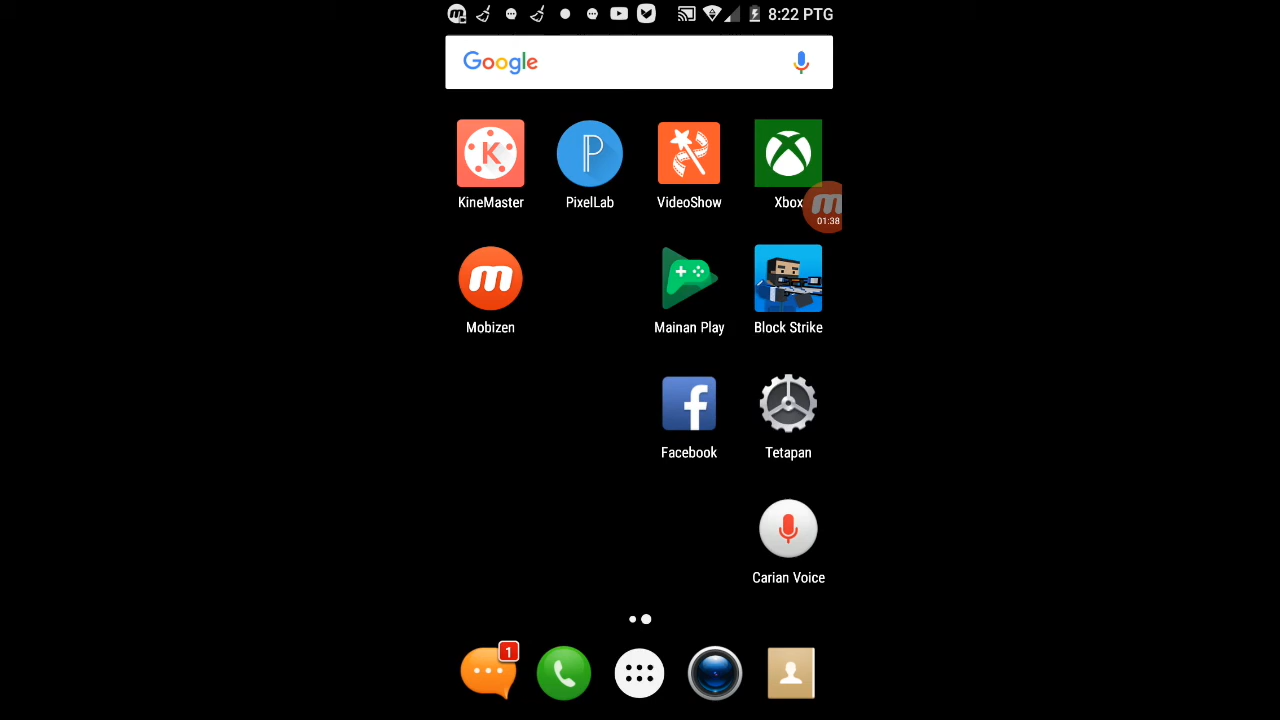 8:22 PTG
Google
KineMaster
PixelLab
VideoShow
Xbox
01:38
Mobizen
Mainan Play
Block Strike
Facebook
Tetapan
Carian Voice
1